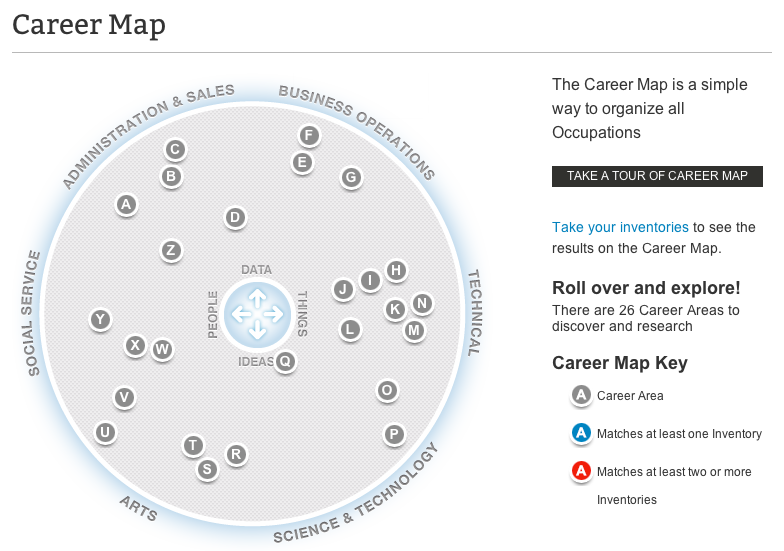 Career Map
ADMINISTRATION & SALES
BUSINESS OPERATIONS
TECHNICAL
SCIENCE & TECHNOLOGY
ARTS
SOCIAL SERVICE
C
F
B
E
G
A
D
Z
DATA
PEOPLE
THINGS
IDEAS
H
I
J
N
K
M
L
Y
X
W
Q
O
V
U
P
T
R
S
The Career Map is a simple
way to organize all
Occupations
TAKE A TOUR OF CAREER MAP
Take your inventories to see the
results on the Career Map.
Roll over and explore!
There are 26 Career Areas to
discover and research
Career Map Key
A Career Area
A Matches at least one Inventory
A Matches at least two or more
Inventories